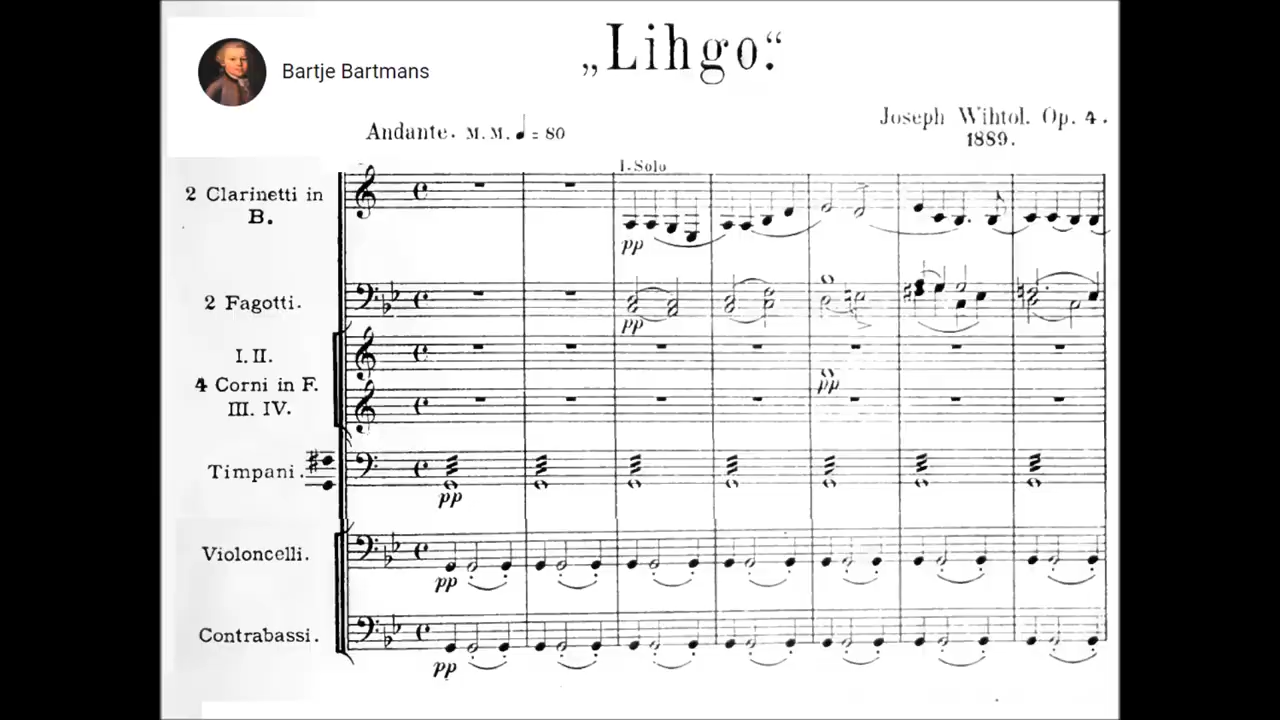 „Lihgo.“
Bartje Bartmans
Joseph Wihtol. Op. 4.
1889.
Andante. M. M. ♩ = 80
I. Solo
2 Clarinetti in
B.
pp
2 Fagotti.
pp
I. II.
4 Corni in F.
pp
III. IV.
Timpani.
pp
Violoncelli.
pp
Contrabassi.
pp